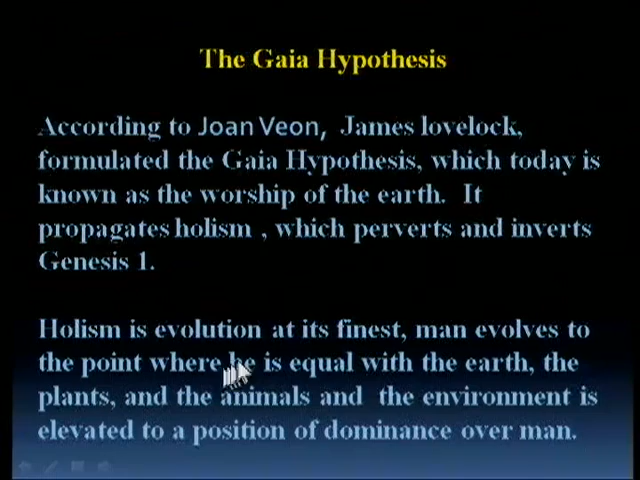 The Gaia Hypothesis
According to Joan Veon, James lovelock,
formulated the Gaia Hypothesis, which today is
known as the worship of the earth. It
propagates holism , which perverts and inverts
Genesis 1.
Holism is evolution at its finest, man evolves to
the point where he is equal with the earth, the
plants, and the animals and the environment is
elevated to a position of dominance over man.